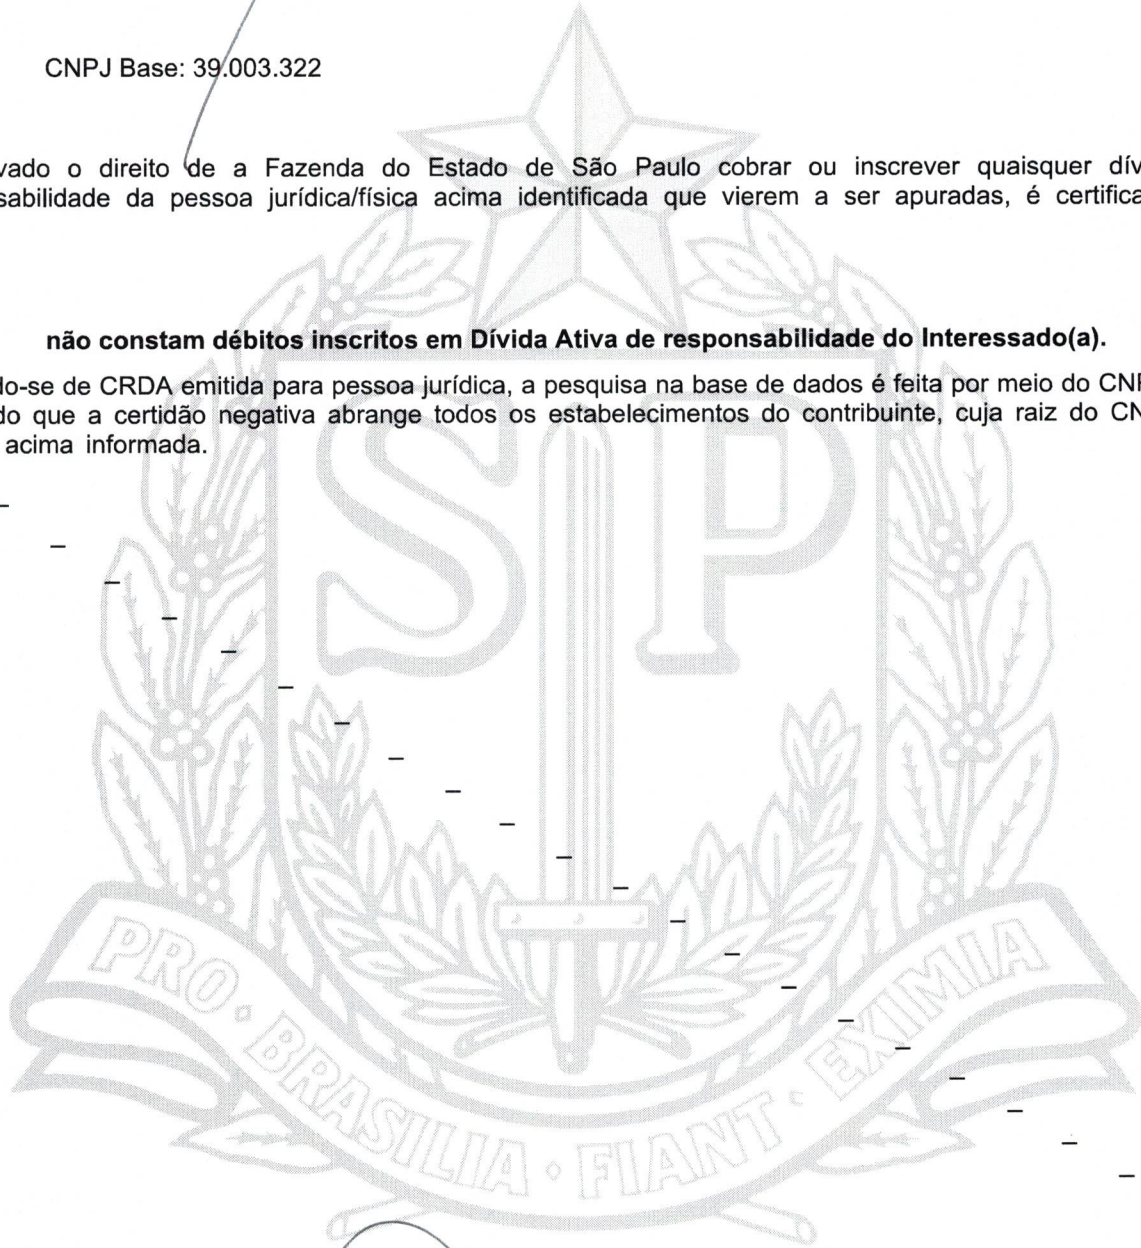 CNPJ Base: 39.003.322
vado o direito de a Fazenda do Estado de São Paulo cobrar ou inscrever quaisquer dív
sabilidade da pessoa jurídica/física acima identificada que vierem a ser apuradas, é certifica
não constam débitos inscritos em Dívida Ativa de responsabilidade do Interessado(a).
do-se de CRDA emitida para pessoa jurídica, a pesquisa na base de dados é feita por meio do CNP
do que a certidão negativa abrange todos os estabelecimentos do contribuinte, cuja raiz do CN
acima informada.
SP
PRO · BRASILIA · FIANT · EXIMIA